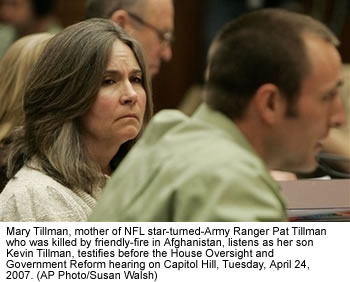 Mary Tillman, mother of NFL star-turned-Army Ranger Pat Tillman
who was killed by friendly-fire in Afghanistan, listens as her son
Kevin Tillman, testifies before the House Oversight and
Government Reform hearing on Capitol Hill, Tuesday, April 24,
2007. (AP Photo/Susan Walsh)